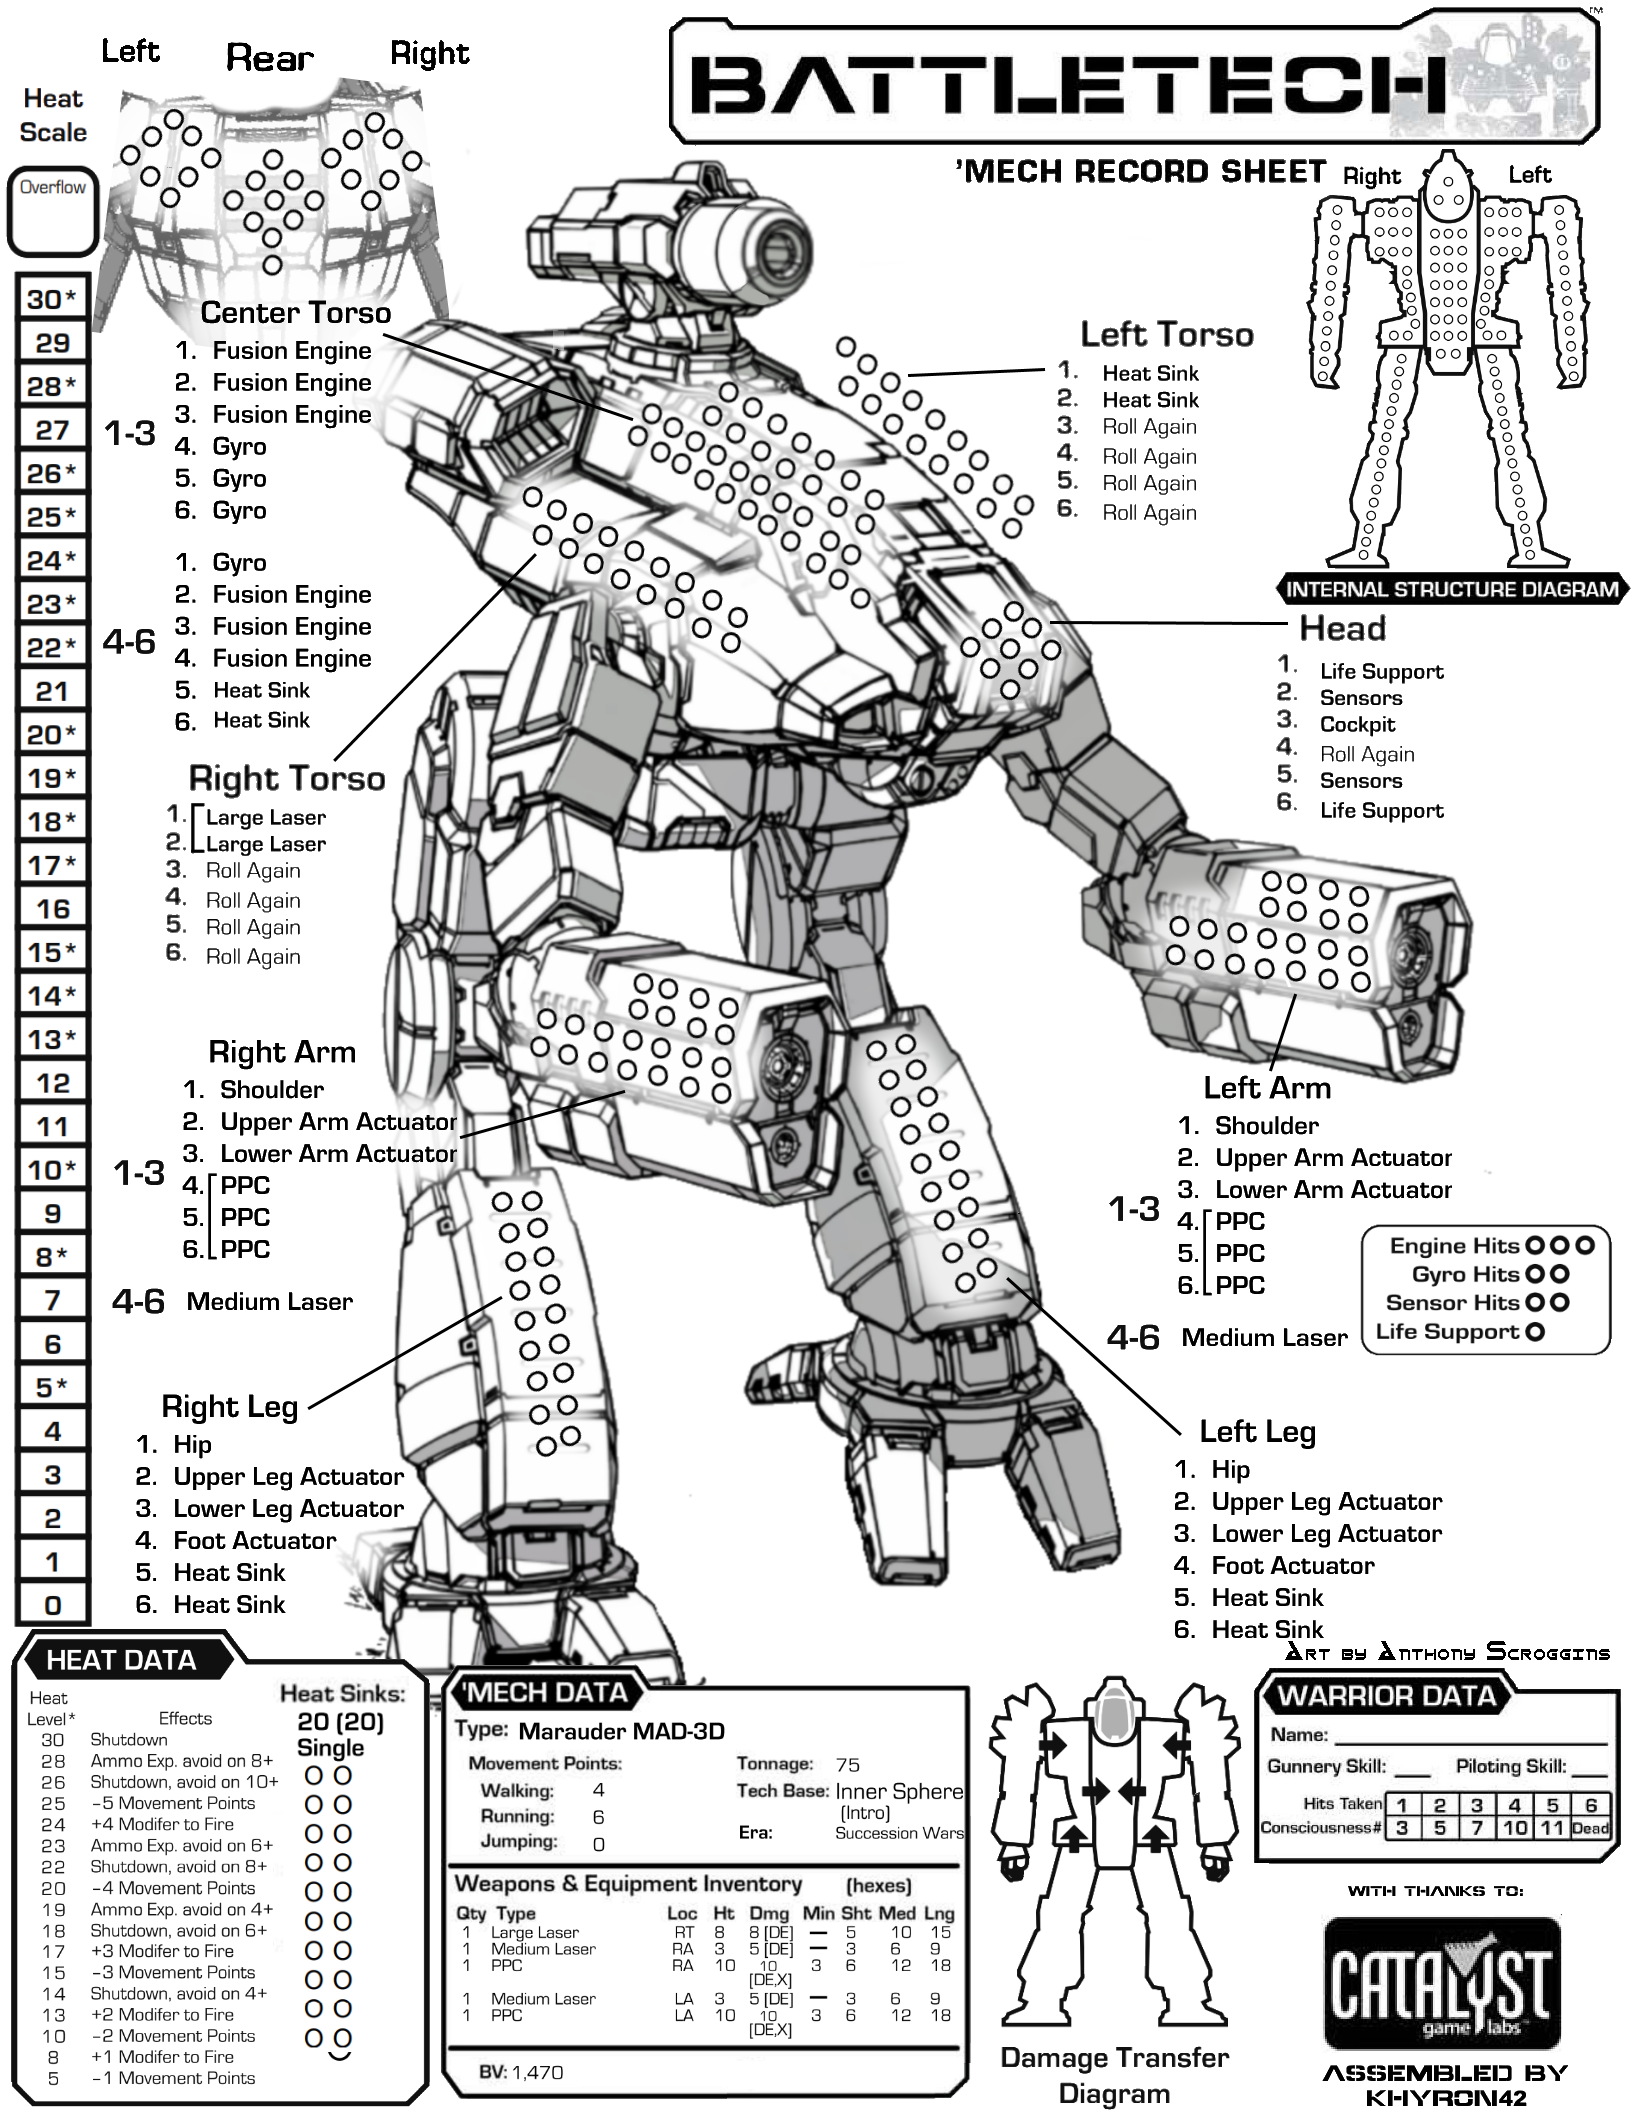 Left Rear Right
BATTLETECH
TM
'MECH RECORD SHEET
Right Left
Heat
Scale
Overflow
30*
29
28*
27
26*
25*
24*
23*
22*
21
20*
19*
18*
17*
16
15*
14*
13*
12
11
10*
9
8*
7
6
5*
4
3
2
1
0
Center Torso
1-3
1. Fusion Engine
2. Fusion Engine
3. Fusion Engine
4. Gyro
5. Gyro
6. Gyro
4-6
1. Gyro
2. Fusion Engine
3. Fusion Engine
4. Fusion Engine
5. Heat Sink
6. Heat Sink
Left Torso
1. Heat Sink
2. Heat Sink
3. Roll Again
4. Roll Again
5. Roll Again
6. Roll Again
INTERNAL STRUCTURE DIAGRAM
Head
1. Life Support
2. Sensors
3. Cockpit
4. Roll Again
5. Sensors
6. Life Support
Right Torso
1. Large Laser
2. Large Laser
3. Roll Again
4. Roll Again
5. Roll Again
6. Roll Again
Right Arm
1-3
1. Shoulder
2. Upper Arm Actuator
3. Lower Arm Actuator
4. PPC
5. PPC
6. PPC
4-6 Medium Laser
Left Arm
1-3
1. Shoulder
2. Upper Arm Actuator
3. Lower Arm Actuator
4. PPC
5. PPC
6. PPC
4-6 Medium Laser
Engine Hits
Gyro Hits
Sensor Hits
Life Support
Right Leg
1. Hip
2. Upper Leg Actuator
3. Lower Leg Actuator
4. Foot Actuator
5. Heat Sink
6. Heat Sink
Left Leg
1. Hip
2. Upper Leg Actuator
3. Lower Leg Actuator
4. Foot Actuator
5. Heat Sink
6. Heat Sink
Art by Anthony Scroggins
HEAT DATA
Heat
Level* Effects
30 Shutdown
28 Ammo Exp. avoid on 8+
26 Shutdown, avoid on 10+
25 -5 Movement Points
24 +4 Modifer to Fire
23 Ammo Exp. avoid on 6+
22 Shutdown, avoid on 8+
20 -4 Movement Points
19 Ammo Exp. avoid on 4+
18 Shutdown, avoid on 6+
17 +3 Modifer to Fire
15 -3 Movement Points
14 Shutdown, avoid on 4+
13 +2 Modifer to Fire
10 -2 Movement Points
8 +1 Modifer to Fire
5 -1 Movement Points
Heat Sinks:
20 (20)
Single
'MECH DATA
Type: Marauder MAD-3D
Movement Points:
Walking: 4
Running: 6
Jumping: 0
Tonnage: 75
Tech Base: Inner Sphere
(Intro)
Era: Succession Wars
Weapons & Equipment Inventory (hexes)
Qty Type Loc Ht Dmg Min Sht Med Lng
1 Large Laser RT 8 8 [DE] — 5 10 15
1 Medium Laser RA 3 5 [DE] — 3 6 9
1 PPC RA 10 10 3 6 12 18
[DE,X]
1 Medium Laser LA 3 5 [DE] — 3 6 9
1 PPC LA 10 10 3 6 12 18
[DE,X]
BV: 1,470
Damage Transfer
Diagram
WARRIOR DATA
Name:
Gunnery Skill: Piloting Skill:
Hits Taken 1 2 3 4 5 6
Consciousness# 3 5 7 10 11 Dead
WITH THANKS TO:
CATALYST
game labs
ASSEMBLED BY
KHYRON42